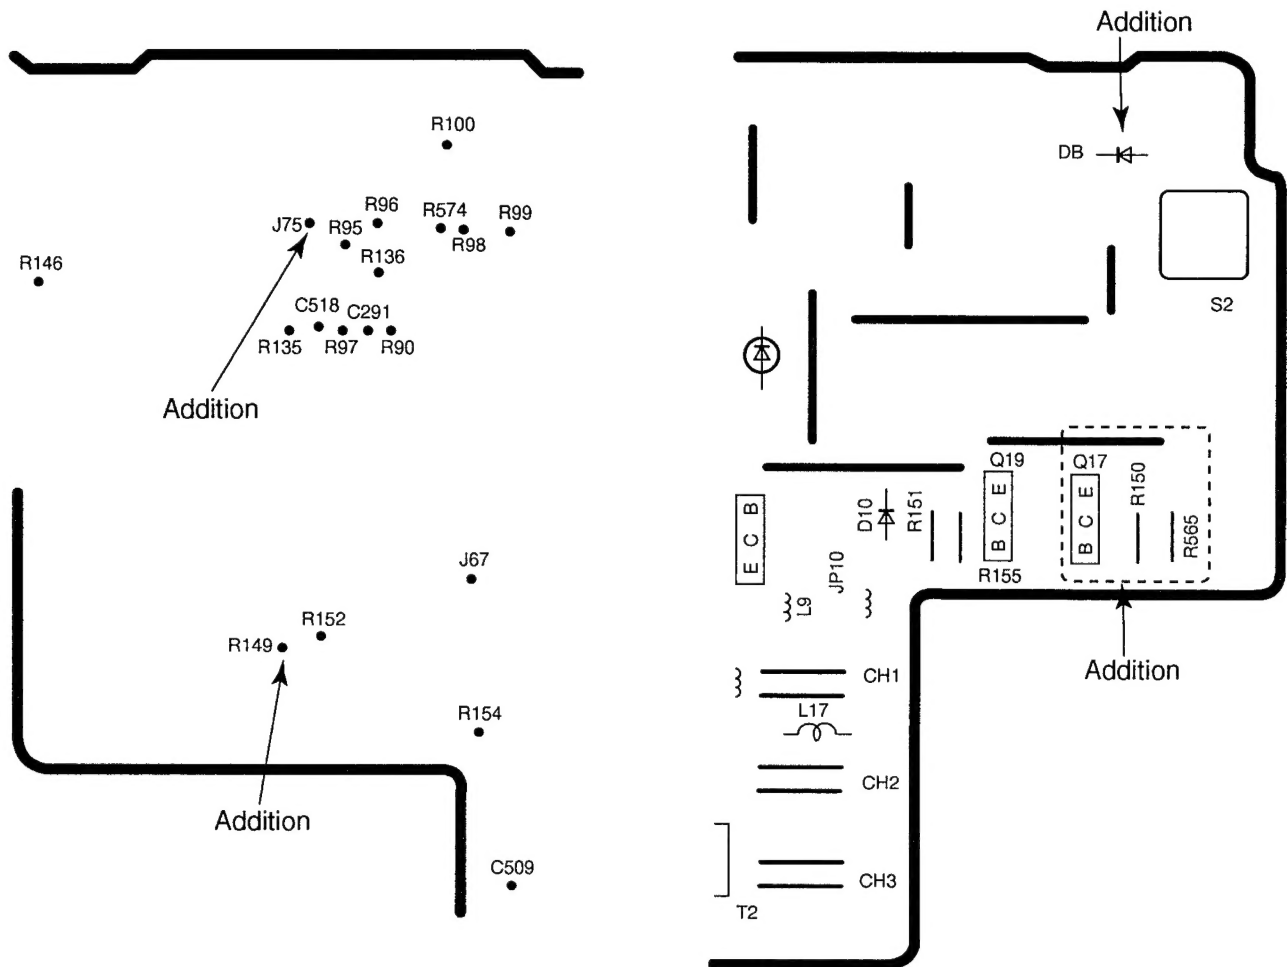 R100
R96
R574
R99
J75
R95
R98
R136
R146
C518
C291
R135
R97
R90
Addition
J67
R152
R149
R154
Addition
C509
Addition
DB
S2
Q19
Q17
R150
E C B
D10
R151
B C E
B C E
R565
R155
JP10
L9
Addition
CH1
L17
CH2
CH3
T2